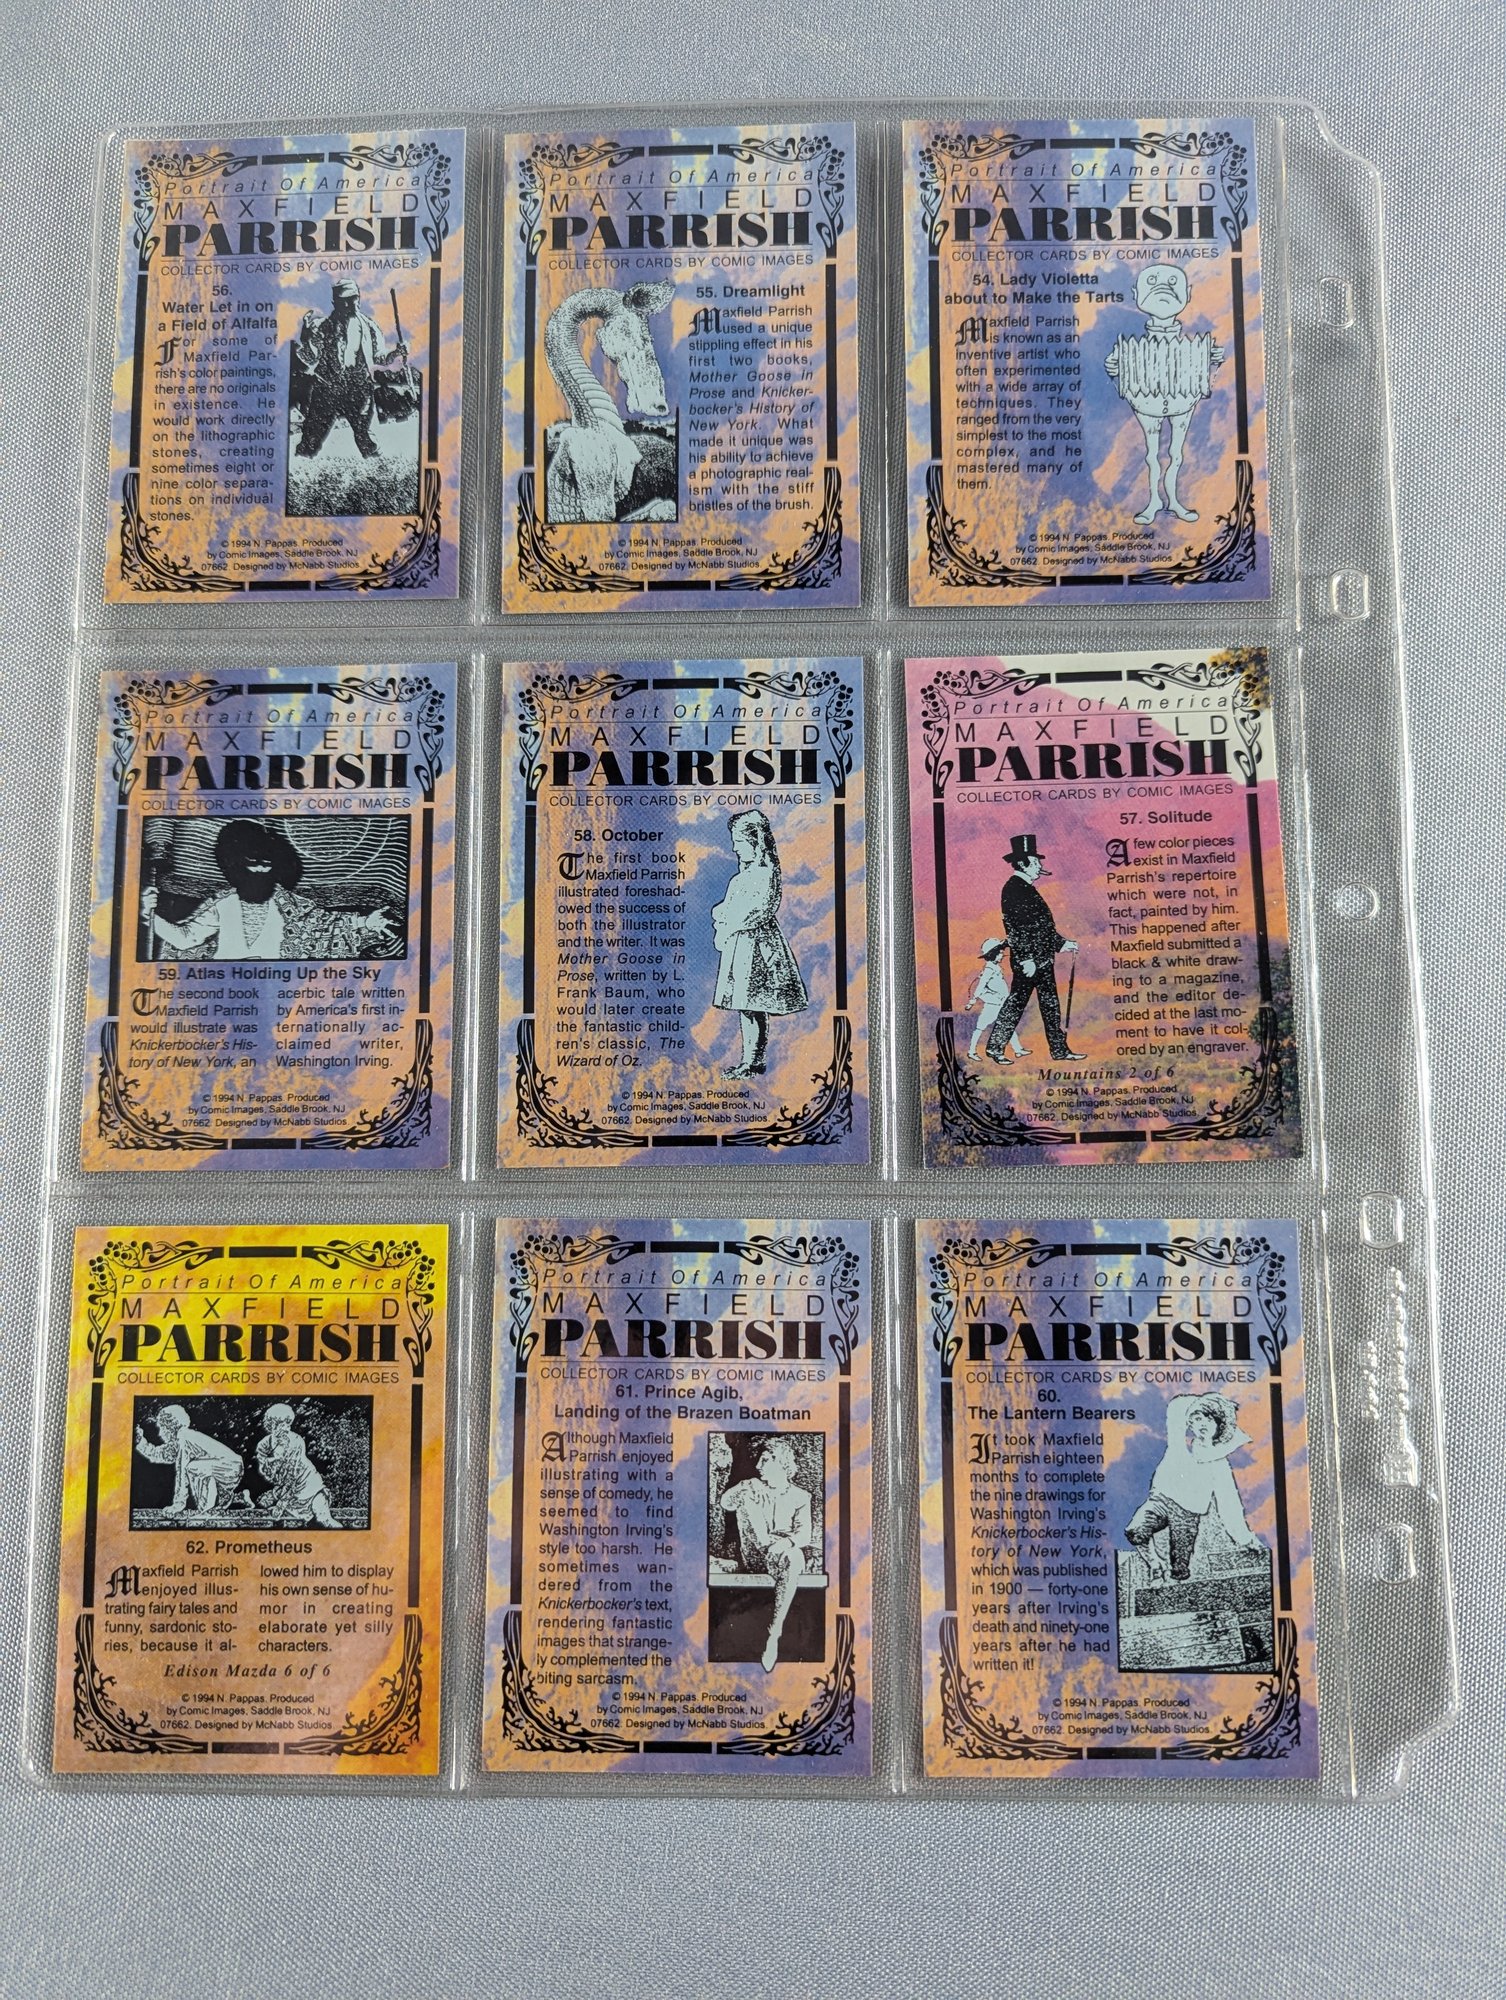 Portrait Of America
MAXFIELD
PARRISH
COLLECTOR CARDS BY COMIC IMAGES
56.
Water Let in on
a Field of Alfalfa
For some of
Maxfield Par-
rish's color paintings,
there are no originals
in existence. He
would work directly
on the lithographic
stones, creating
sometimes eight or
nine color separa-
tions on individual
stones.
© 1994 N. Pappas. Produced
by Comic Images, Saddle Brook, NJ
07662. Designed by McNabb Studios.
Portrait Of America
MAXFIELD
PARRISH
COLLECTOR CARDS BY COMIC IMAGES
55. Dreamlight
Maxfield Parrish
used a unique
stippling effect in his
first two books,
Mother Goose in
Prose and Knicker-
bocker's History of
New York. What
made it unique was
his ability to achieve
a photographic real-
ism with the stiff
bristles of the brush.
© 1994 N. Pappas. Produced
by Comic Images, Saddle Brook, NJ
07662. Designed by McNabb Studios.
Portrait Of America
MAXFIELD
PARRISH
COLLECTOR CARDS BY COMIC IMAGES
54. Lady Violetta
about to Make the Tarts
Maxfield Parrish
is known as an
inventive artist who
often experimented
with a wide array of
techniques. They
ranged from the very
simplest to the most
complex, and he
mastered many of
them.
© 1994 N. Pappas. Produced
by Comic Images, Saddle Brook, NJ
07662. Designed by McNabb Studios.
Portrait Of America
MAXFIELD
PARRISH
COLLECTOR CARDS BY COMIC IMAGES
59. Atlas Holding Up the Sky
The second book
Maxfield Parrish
would illustrate was
Knickerbocker's His-
tory of New York, an
acerbic tale written
by America's first in-
ternationally ac-
claimed writer,
Washington Irving.
© 1994 N. Pappas. Produced
by Comic Images, Saddle Brook, NJ
07662. Designed by McNabb Studios.
Portrait Of America
MAXFIELD
PARRISH
COLLECTOR CARDS BY COMIC IMAGES
58. October
The first book
Maxfield Parrish
illustrated foreshad-
owed the success of
both the illustrator
and the writer. It was
Mother Goose in
Prose, written by L.
Frank Baum, who
would later create
the fantastic child-
ren's classic, The
Wizard of Oz.
© 1994 N. Pappas. Produced
by Comic Images, Saddle Brook, NJ
07662. Designed by McNabb Studios.
Portrait Of America
MAXFIELD
PARRISH
COLLECTOR CARDS BY COMIC IMAGES
57. Solitude
A few color pieces
exist in Maxfield
Parrish's repertoire
which were not, in
fact, painted by him.
This happened after
Maxfield submitted a
black & white draw-
ing to a magazine,
and the editor de-
cided at the last mo-
ment to have it col-
ored by an engraver.
Mountains 2 of 6
© 1994 N. Pappas. Produced
by Comic Images, Saddle Brook, NJ
07662. Designed by McNabb Studios.
Portrait Of America
MAXFIELD
PARRISH
COLLECTOR CARDS BY COMIC IMAGES
62. Prometheus
Maxfield Parrish
enjoyed illus-
trating fairy tales and
funny, sardonic sto-
ries, because it al-
lowed him to display
his own sense of hu-
mor in creating
elaborate yet silly
characters.
Edison Mazda 6 of 6
© 1994 N. Pappas. Produced
by Comic Images, Saddle Brook, NJ
07662. Designed by McNabb Studios.
Portrait Of America
MAXFIELD
PARRISH
COLLECTOR CARDS BY COMIC IMAGES
61. Prince Agib,
Landing of the Brazen Boatman
Although Maxfield
Parrish enjoyed
illustrating with a
sense of comedy, he
seemed to find
Washington Irving's
style too harsh. He
sometimes wan-
dered from the
Knickerbocker's text,
rendering fantastic
images that strange-
ly complemented the
biting sarcasm.
© 1994 N. Pappas. Produced
by Comic Images, Saddle Brook, NJ
07662. Designed by McNabb Studios.
Portrait Of America
MAXFIELD
PARRISH
COLLECTOR CARDS BY COMIC IMAGES
60.
The Lantern Bearers
It took Maxfield
Parrish eighteen
months to complete
the nine drawings for
Washington Irving's
Knickerbocker's His-
tory of New York,
which was published
in 1900 — forty-one
years after Irving's
death and ninety-one
years after he had
written it!
© 1994 N. Pappas. Produced
by Comic Images, Saddle Brook, NJ
07662. Designed by McNabb Studios.